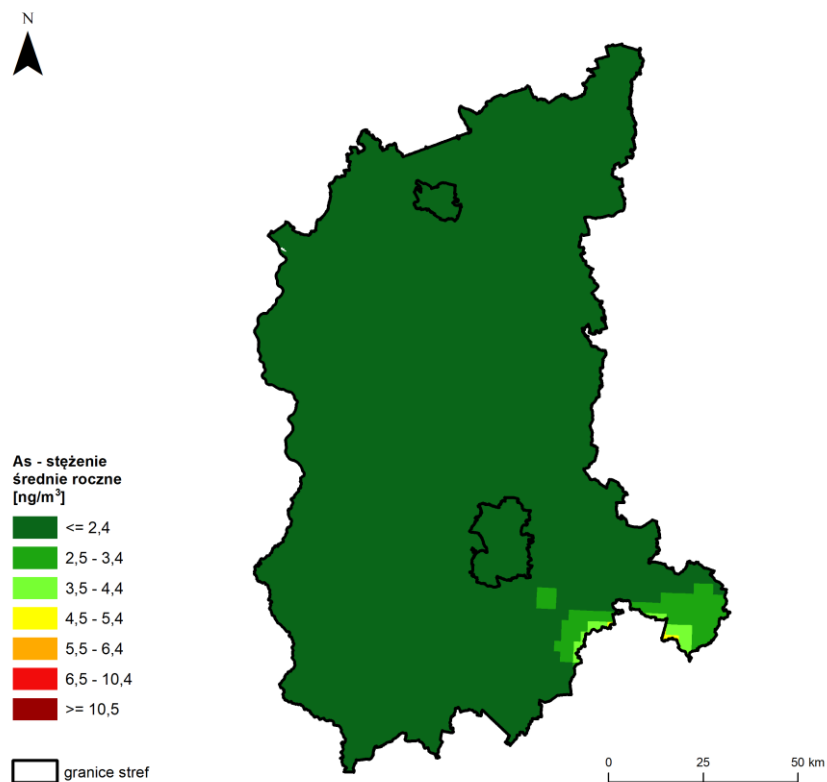 N
As - stężenie
średnie roczne
[ng/m³]
<= 2,4
2,5 - 3,4
3,5 - 4,4
4,5 - 5,4
5,5 - 6,4
6,5 - 10,4
>= 10,5
granice stref
0 25 50 km